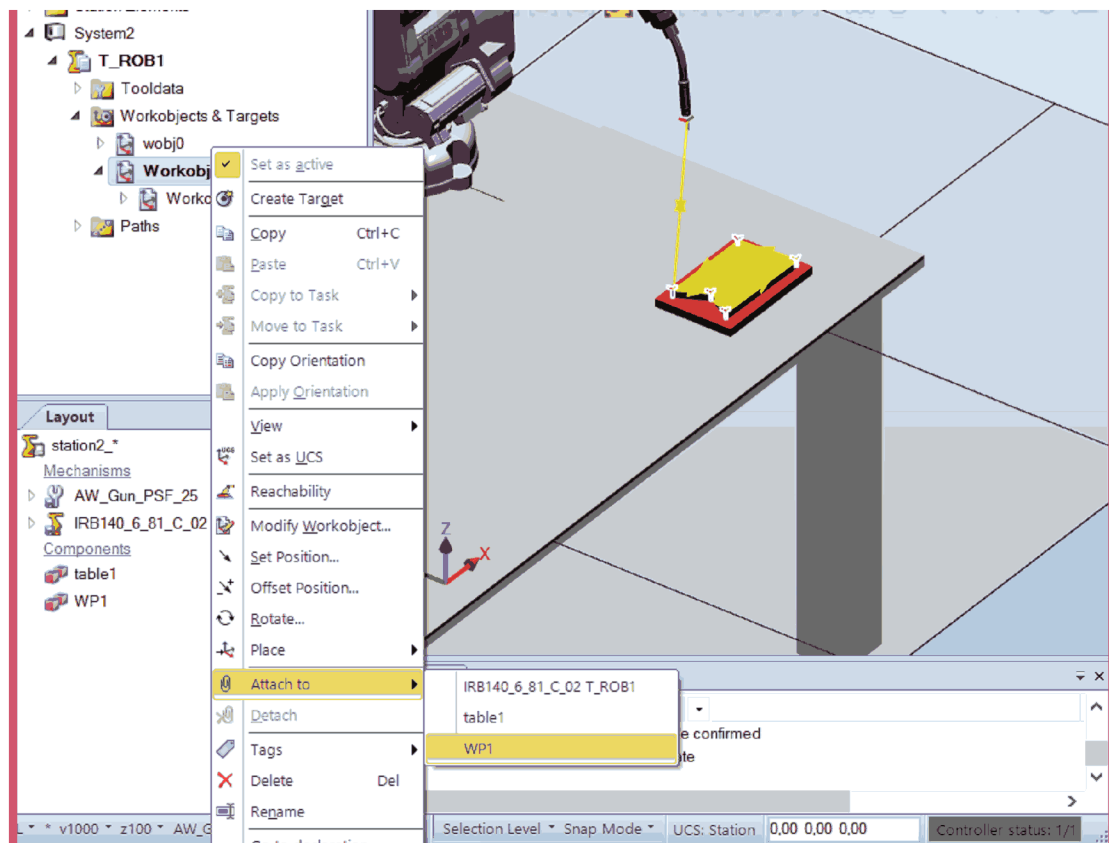 System2
T_ROB1
Tooldata
Workobjects & Targets
wobj0
Workobj
Worko
Paths
Layout
station2_*
Mechanisms
AW_Gun_PSF_25
IRB140_6_81_C_02
Components
table1
WP1
Set as active
Create Target
Copy Ctrl+C
Paste Ctrl+V
Copy to Task
Move to Task
Copy Orientation
Apply Orientation
View
Set as UCS
Reachability
Modify Workobject...
Set Position...
Offset Position...
Rotate...
Place
Attach to
Detach
Tags
Delete Del
Rename
IRB140_6_81_C_02 T_ROB1
table1
WP1
Z
X
e confirmed
te
L * v1000 z100 AW_G
Selection Level Snap Mode UCS: Station 0,00 0,00 0,00 Controller status: 1/1